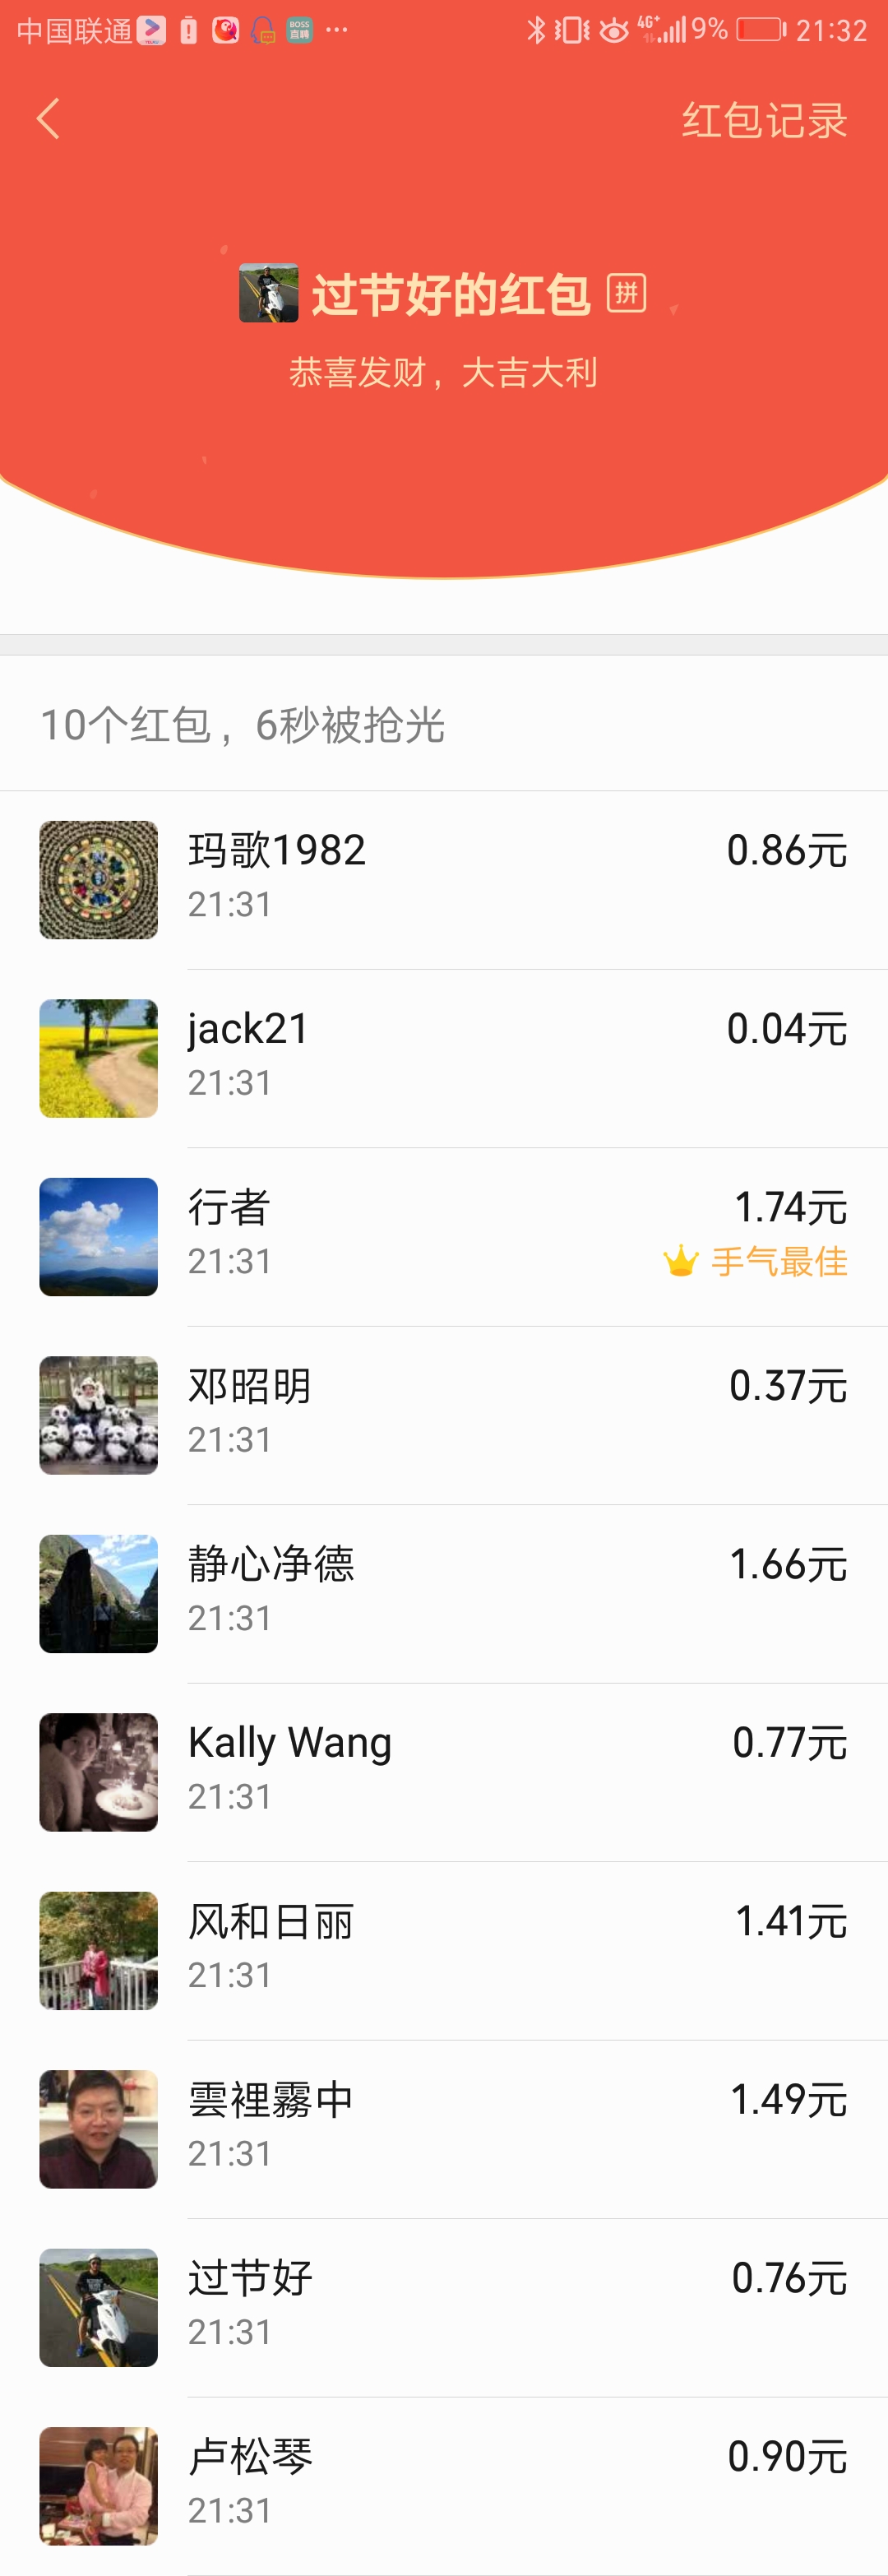 中国联通 BOSS直聘 ··· 4G+ 9% 21:32
红包记录
过节好的红包 拼
恭喜发财，大吉大利
10个红包，6秒被抢光
玛歌1982 0.86元
21:31
jack21 0.04元
21:31
行者 1.74元
21:31 手气最佳
邓昭明 0.37元
21:31
静心净德 1.66元
21:31
Kally Wang 0.77元
21:31
风和日丽 1.41元
21:31
雲裡霧中 1.49元
21:31
过节好 0.76元
21:31
卢松琴 0.90元
21:31